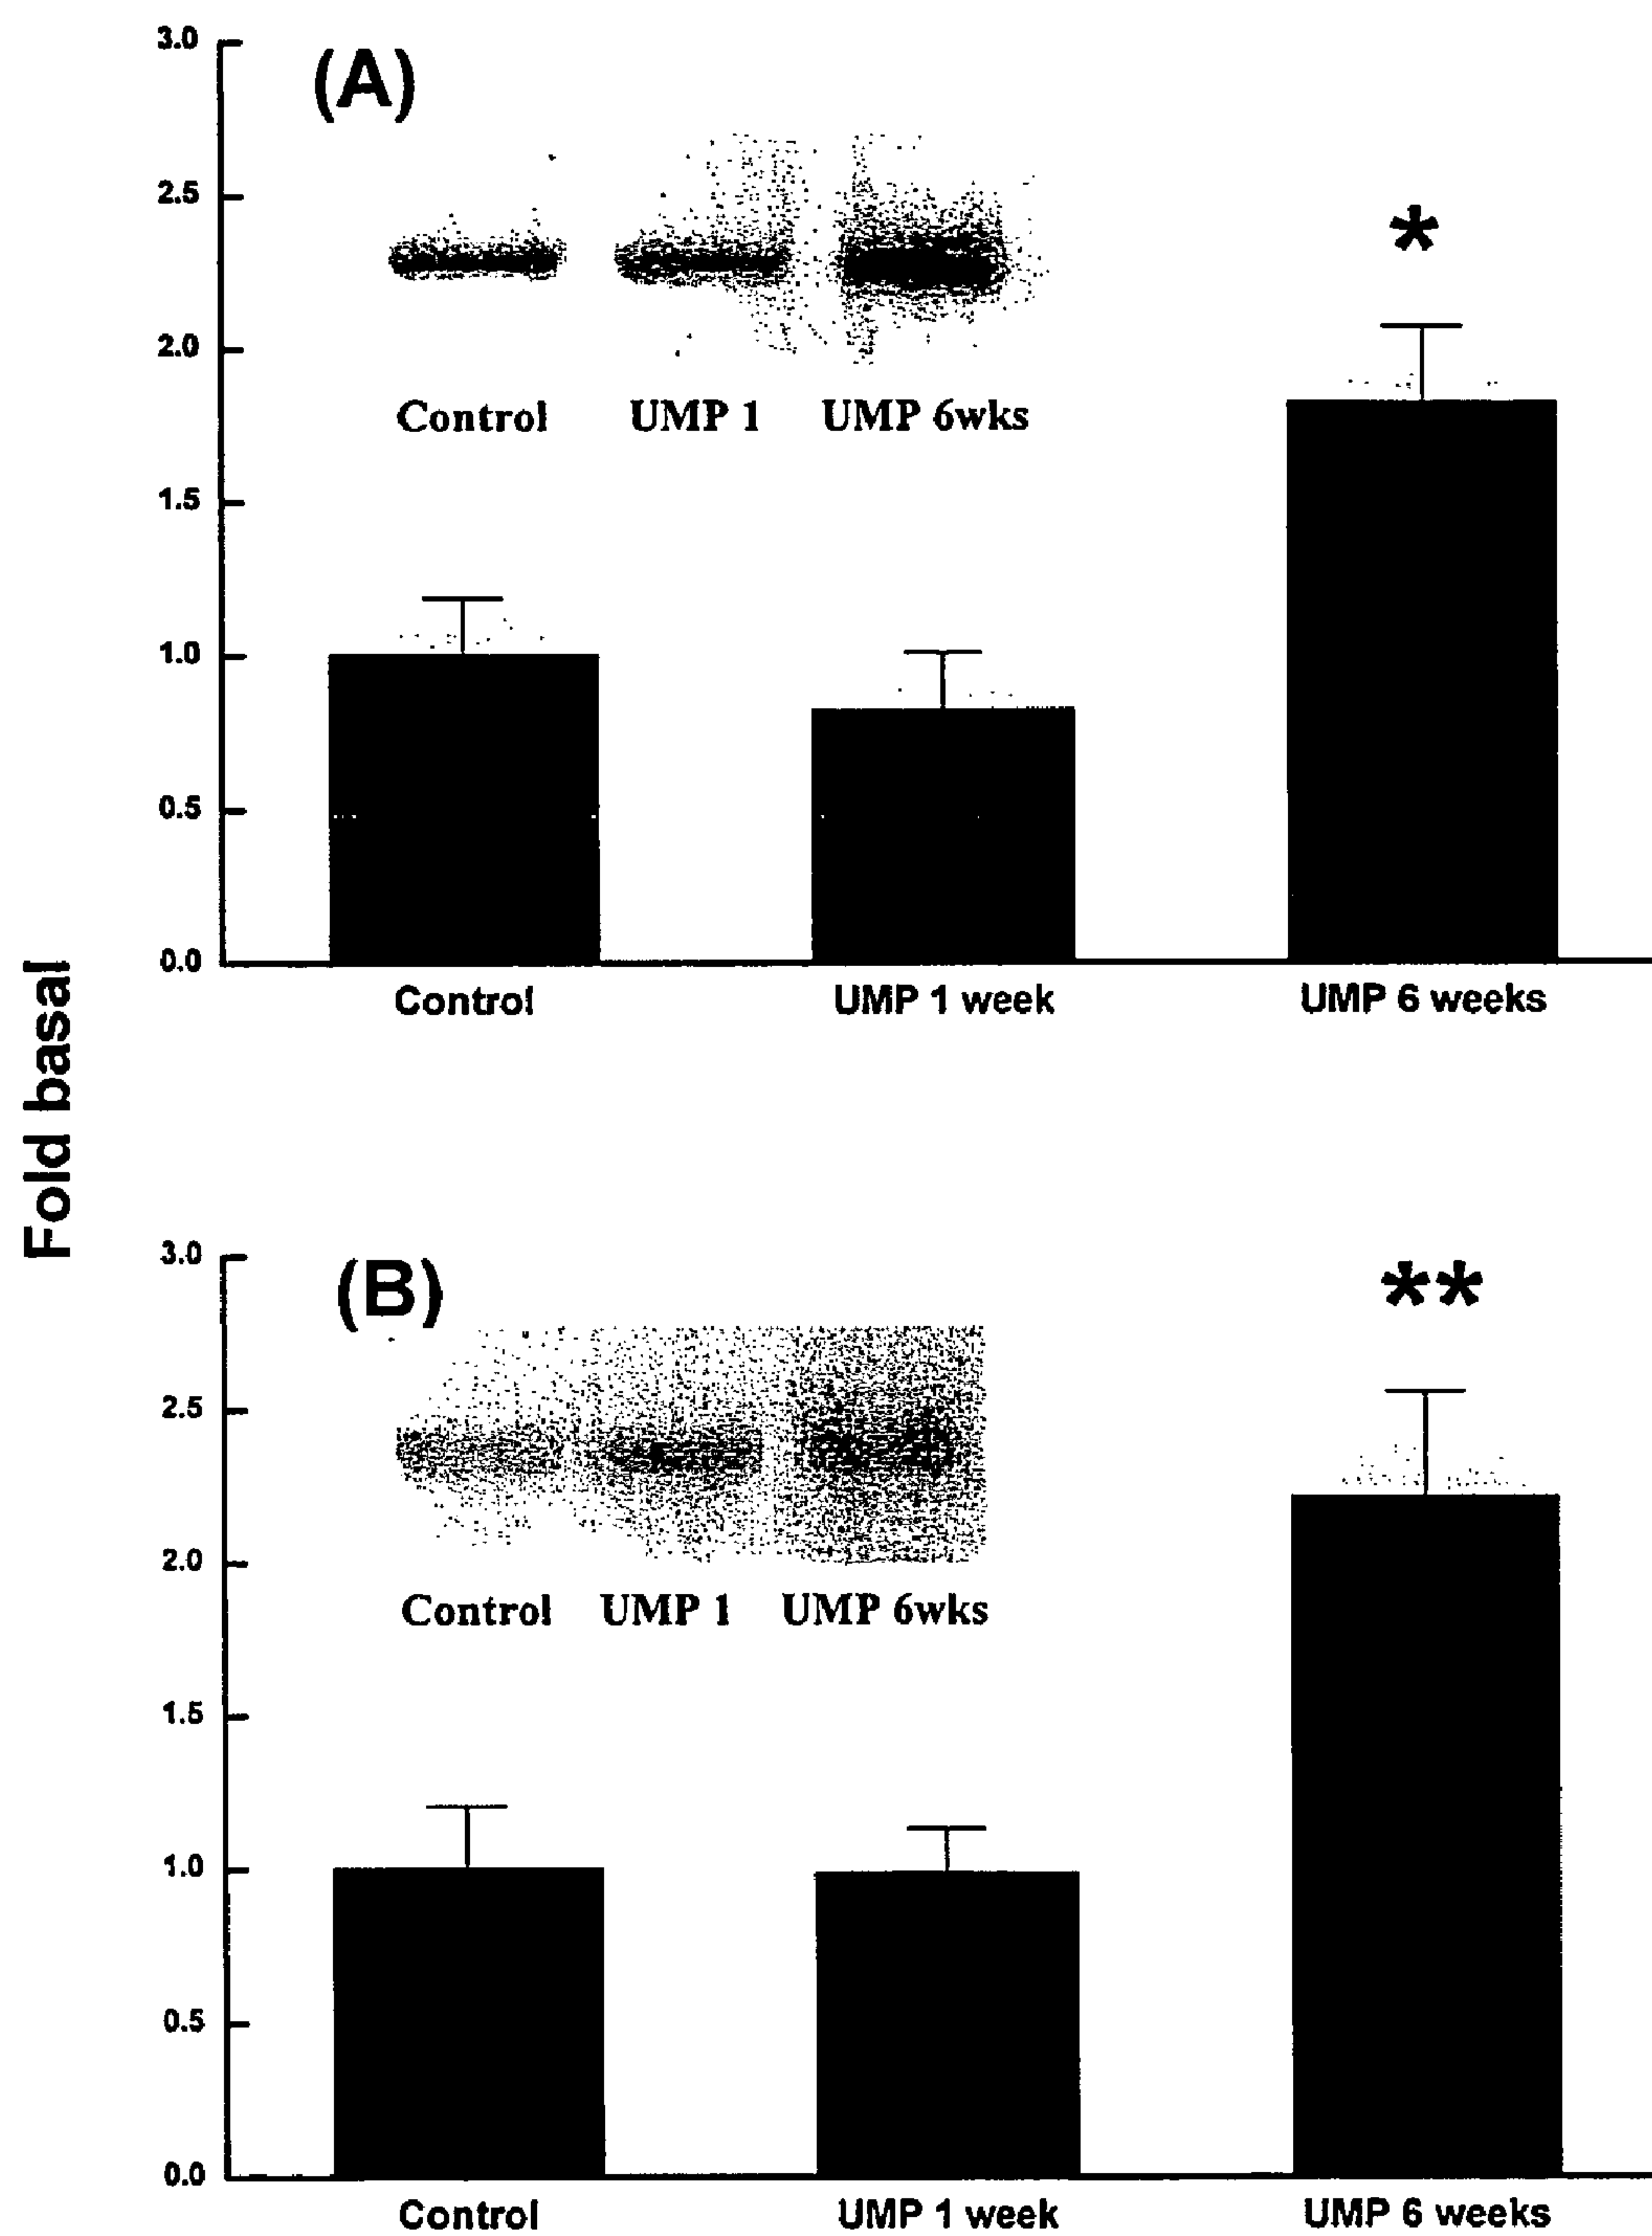 Fold basal
(A)
3.0
2.5
2.0
1.5
1.0
0.5
0.0
*
Control UMP 1 UMP 6wks
Control UMP 1 week UMP 6 weeks
(B)
3.0
2.5
2.0
1.5
1.0
0.5
0.0
**
Control UMP 1 UMP 6wks
Control UMP 1 week UMP 6 weeks